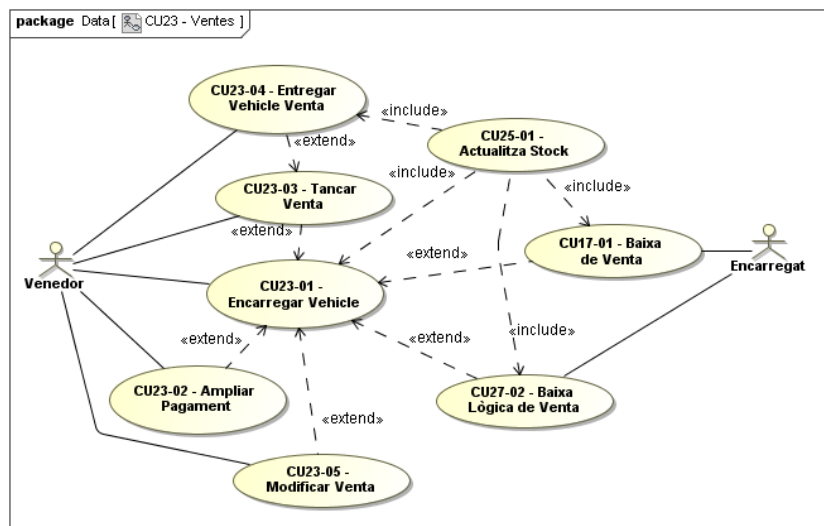 package Data[ CU23 - Ventes ]
CU23-04 - Entregar
Vehicle Venta
«include»
CU25-01 -
Actualitza Stock
«extend»
«include»
«include»
CU23-03 - Tancar
Venta
«extend»
CU17-01 - Baixa
de Venta
«extend»
Venedor
Encarregat
CU23-01 -
Encarregar Vehicle
«extend»
«extend»
«include»
CU23-02 - Ampliar
Pagament
CU27-02 - Baixa
Lògica de Venta
«extend»
CU23-05 -
Modificar Venta